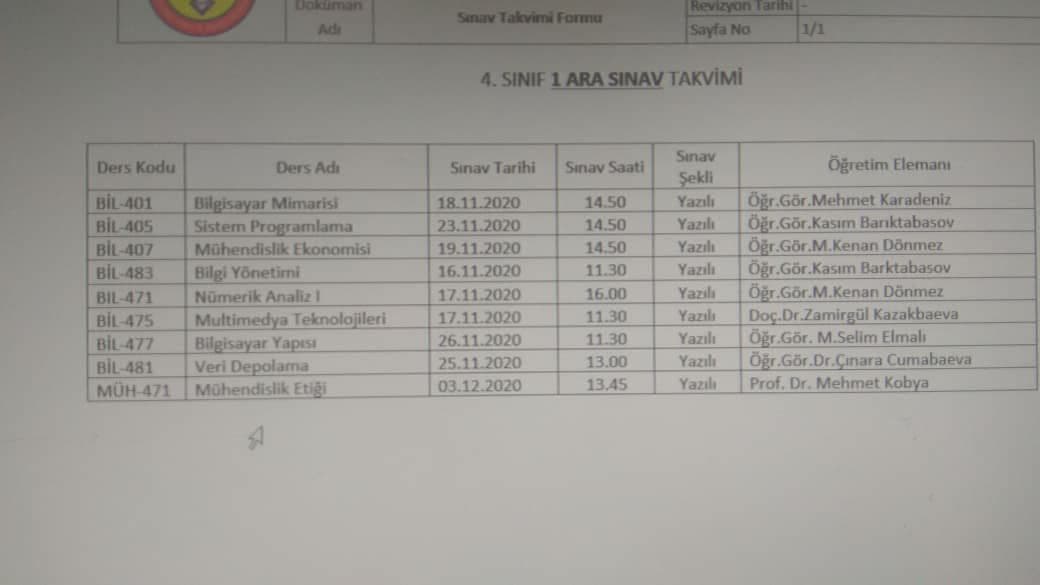 Doküman Adı
Sınav Takvimi Formu
Revizyon Tarihi -
Sayfa No 1/1
4. SINIF 1 ARA SINAV TAKVİMİ
Ders Kodu Ders Adı Sınav Tarihi Sınav Saati Sınav Şekli Öğretim Elemanı
BİL-401 Bilgisayar Mimarisi 18.11.2020 14.50 Yazılı Öğr.Gör.Mehmet Karadeniz
BİL-405 Sistem Programlama 23.11.2020 14.50 Yazılı Öğr.Gör.Kasım Barıktabasov
BİL-407 Mühendislik Ekonomisi 19.11.2020 14.50 Yazılı Öğr.Gör.M.Kenan Dönmez
BİL-483 Bilgi Yönetimi 16.11.2020 11.30 Yazılı Öğr.Gör.Kasım Barktabasov
BIL-471 Nümerik Analiz I 17.11.2020 16.00 Yazılı Öğr.Gör.M.Kenan Dönmez
BİL-475 Multimedya Teknolojileri 17.11.2020 11.30 Yazılı Doç.Dr.Zamirgül Kazakbaeva
BİL-477 Bilgisayar Yapısı 26.11.2020 11.30 Yazılı Öğr.Gör. M.Selim Elmalı
BİL-481 Veri Depolama 25.11.2020 13.00 Yazılı Öğr.Gör.Dr.Çınara Cumabaeva
MÜH-471 Mühendislik Etiği 03.12.2020 13.45 Yazılı Prof. Dr. Mehmet Kobya